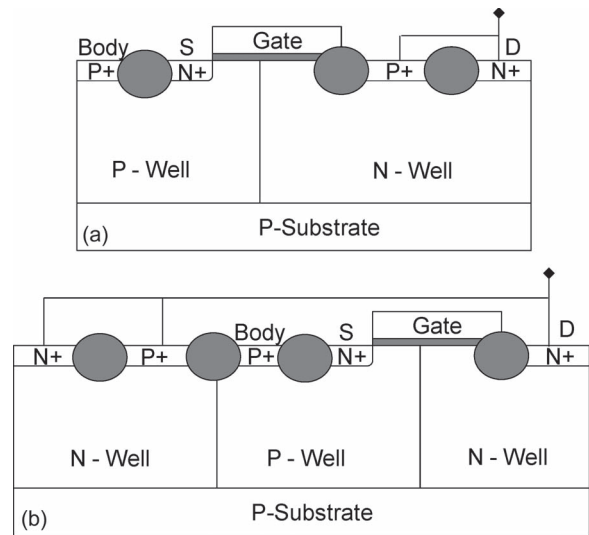 Gate
Body S D
P+ N+ P+ N+
P - Well N - Well
(a) P-Substrate
Body S Gate D
N+ P+ P+ N+ N+
N - Well P - Well N - Well
(b) P-Substrate